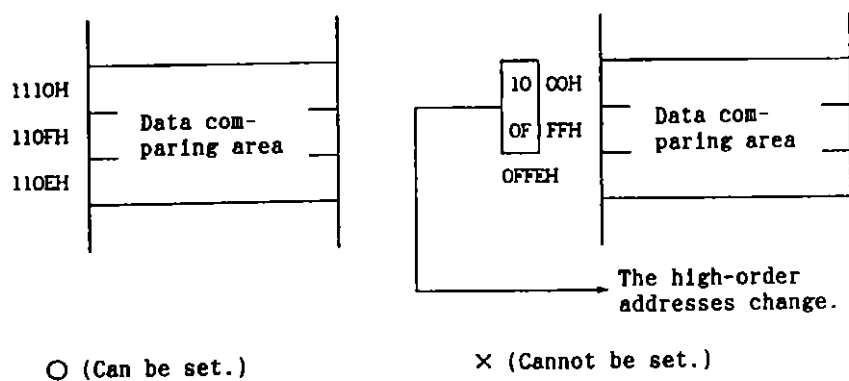 1110H
110FH
110EH
Data com-
paring area
10 00H
0F FFH
0FFEH
Data com-
paring area
The high-order
addresses change.
○ (Can be set.)
× (Cannot be set.)